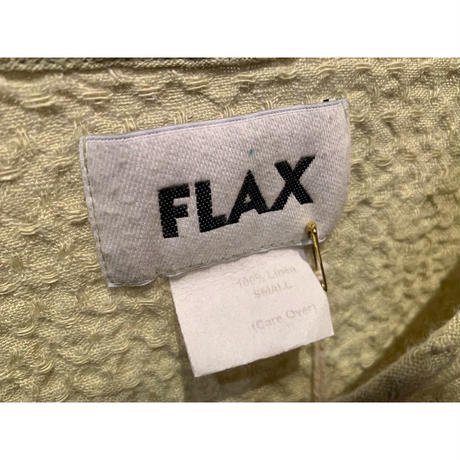 FLAX
100% Linen
SMALL
(Care Over)